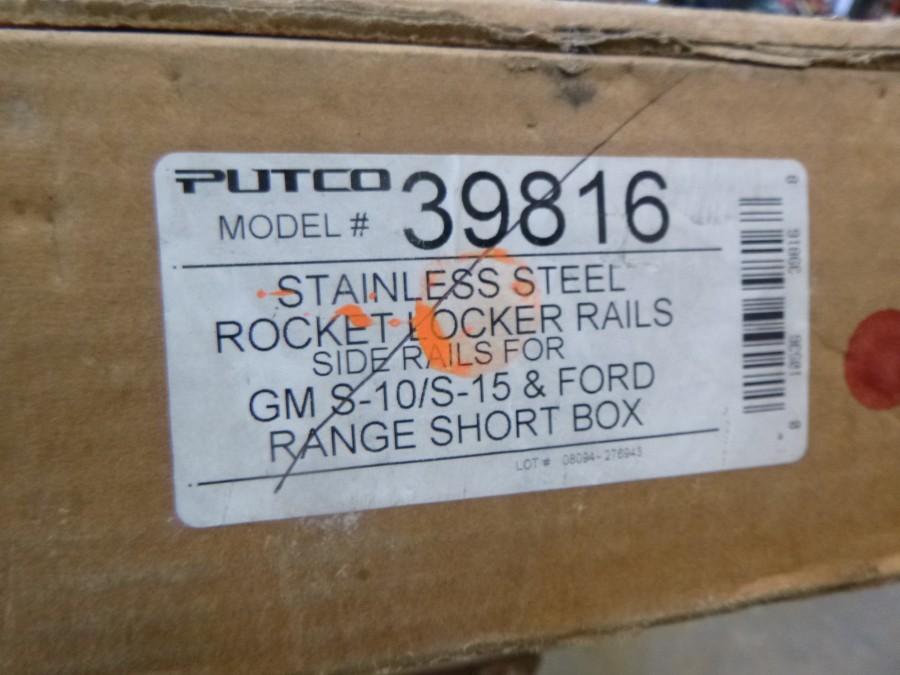 PUTCO
MODEL # 39816
STAINLESS STEEL
ROCKET LOCKER RAILS
SIDE RAILS FOR
GM S-10/S-15 & FORD
RANGE SHORT BOX
LOT # 08094-276943